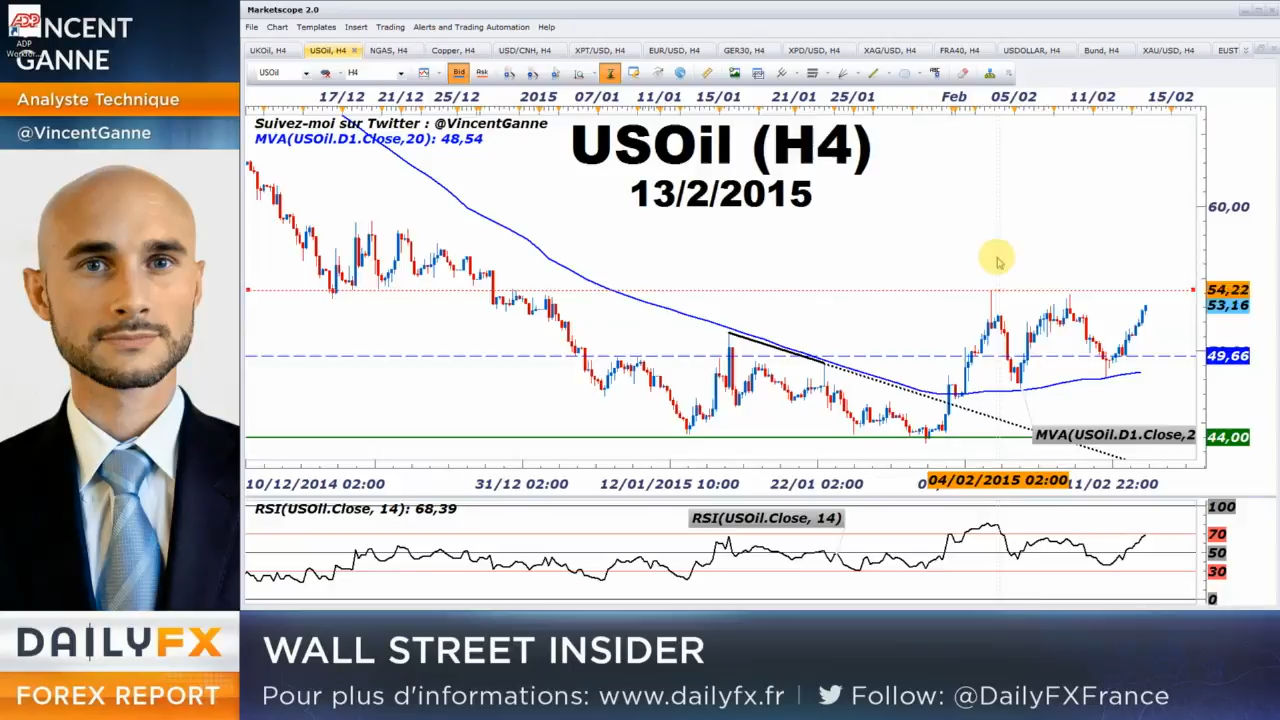 ADP
ADP
INCENT
GANNE
Analyste Technique
@VincentGanne
Marketscope 2.0
File Chart Templates Insert Trading Alerts and Trading Automation Help
UKOil, H4 USOil, H4 NGAS, H4 Copper, H4 USD/CNH, H4 XPT/USD, H4 EUR/USD, H4 GER30, H4 XPD/USD, H4 XAG/USD, H4 FRA40, H4 USDOLLAR, H4 Bund, H4 XAU/USD, H4 EUST
USOil H4 Bid Ask
17/12 21/12 25/12 2015 07/01 11/01 15/01 21/01 25/01 Feb 05/02 11/02 15/02
Suivez-moi sur Twitter : @VincentGanne
MVA(USOil.D1.Close,20): 48,54
USOil (H4)
13/2/2015
60,00
54,22
53,16
49,66
MVA(USOil.D1.Close,2
44,00
10/12/2014 02:00 31/12 02:00 12/01/2015 10:00 22/01 02:00 04/02/2015 02:00 11/02 22:00
RSI(USOil.Close, 14): 68,39
RSI(USOil.Close, 14)
100
70
50
30
0
DAILYFX
FOREX REPORT
WALL STREET INSIDER
Pour plus d'informations: www.dailyfx.fr | Follow: @DailyFXFrance